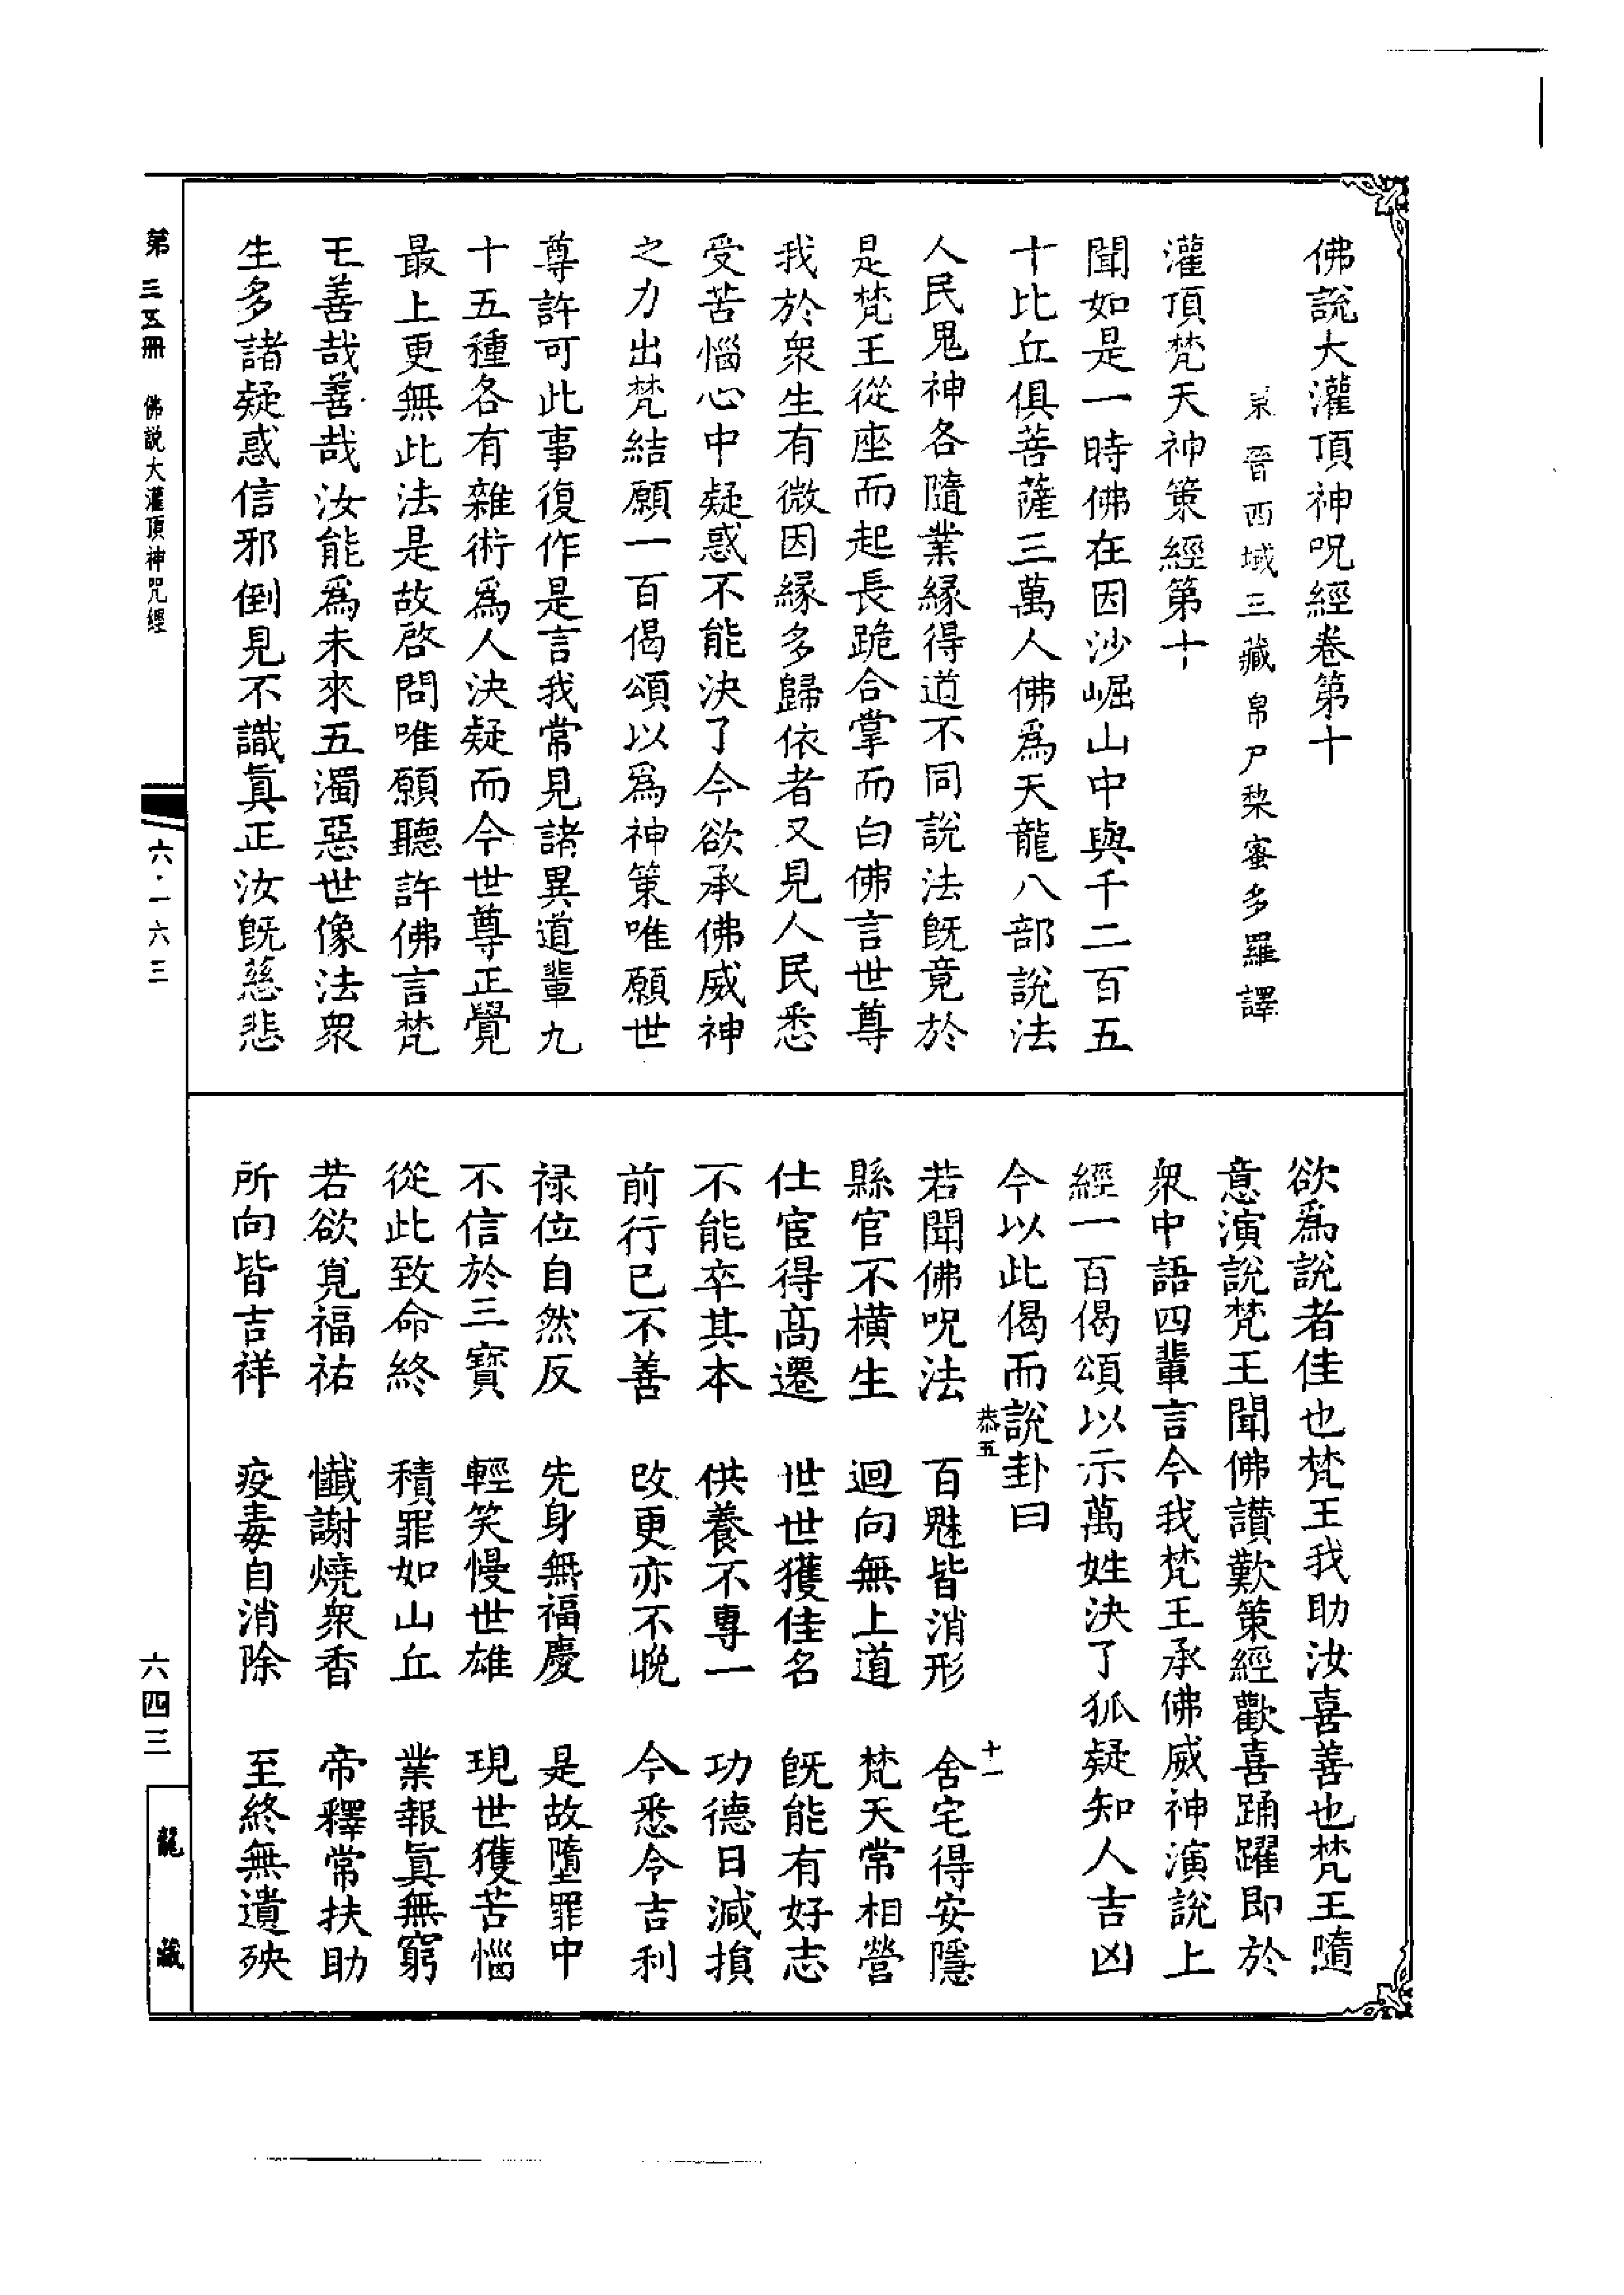 佛說大灌頂神呪經卷第十
東晉西域三藏帛尸棃蜜多羅譯
灌頂梵天神策經第十
聞如是一時佛在因沙崛山中與千二百五
十比丘俱菩薩三萬人佛爲天龍八部說法
人民鬼神各隨業緣得道不同說法旣竟於
是梵王從座而起長跪合掌而白佛言世尊
我於衆生有微因緣多歸依者又見人民悉
受苦惱心中疑惑不能決了今欲承佛威神
之力出梵結願一百偈頌以爲神策唯願世
尊許可此事復作是言我常見諸異道輩九
十五種各有雜術爲人決疑而今世尊正覺
最上更無此法是故啓問唯願聽許佛言梵
王善哉善哉汝能爲未來五濁惡世像法衆
生多諸疑惑信邪倒見不識眞正汝旣慈悲
欲爲說者佳也梵王我助汝喜善也梵王隨
意演說梵王聞佛讃歎策經歡喜踊躍即於
衆中語四輩言今我梵王承佛威神演說上
經一百偈頌以示萬姓決了狐疑知人吉凶
今以此偈而說卦曰
恭五
十一
若聞佛呪法 百魅皆消形 舍宅得安隱
縣官不橫生 迴向無上道 梵天常相營
仕宦得高遷 世世獲佳名 旣能有好志
不能卒其本 供養不專一 功德日減損
前行已不善 改更亦不晩 今悉令吉利
禄位自然反 先身無福慶 是故墮罪中
不信於三寶 輕笑慢世雄 現世獲苦惱
從此致命終 積罪如山丘 業報眞無窮
若欲覓福祐 懺謝燒衆香 帝釋常扶助
所向皆吉祥 疫毒自消除 至終無遺殃
第三五冊 佛說大灌頂神咒經
六・一六三
六四三
龍藏